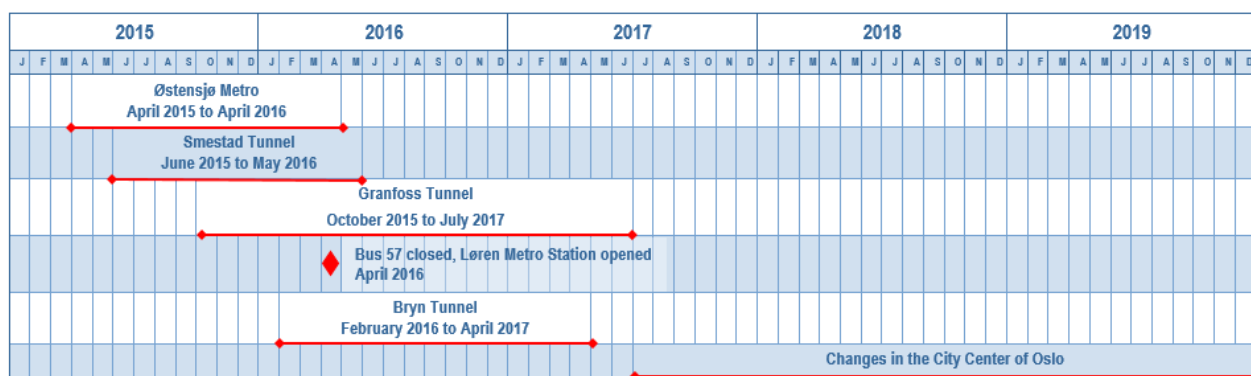 2015 2016 2017 2018 2019
J F M A M J J A S O N D J F M A M J J A S O N D J F M A M J J A S O N D J F M A M J J A S O N D J F M A M J J A S O N D
Østensjø Metro
April 2015 to April 2016
Smestad Tunnel
June 2015 to May 2016
Granfoss Tunnel
October 2015 to July 2017
Bus 57 closed, Løren Metro Station opened
April 2016
Bryn Tunnel
February 2016 to April 2017
Changes in the City Center of Oslo